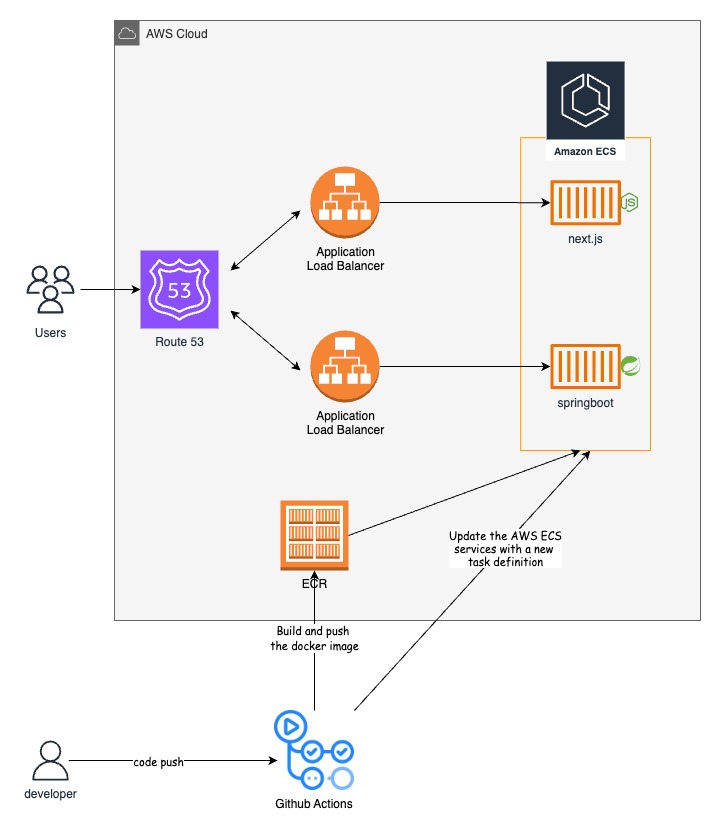 AWS Cloud
Amazon ECS
JS
next.js
Application
Load Balancer
53
Users
Route 53
springboot
Application
Load Balancer
Update the AWS ECS
services with a new
task definition
ECR
Build and push
the docker image
code push
developer
Github Actions